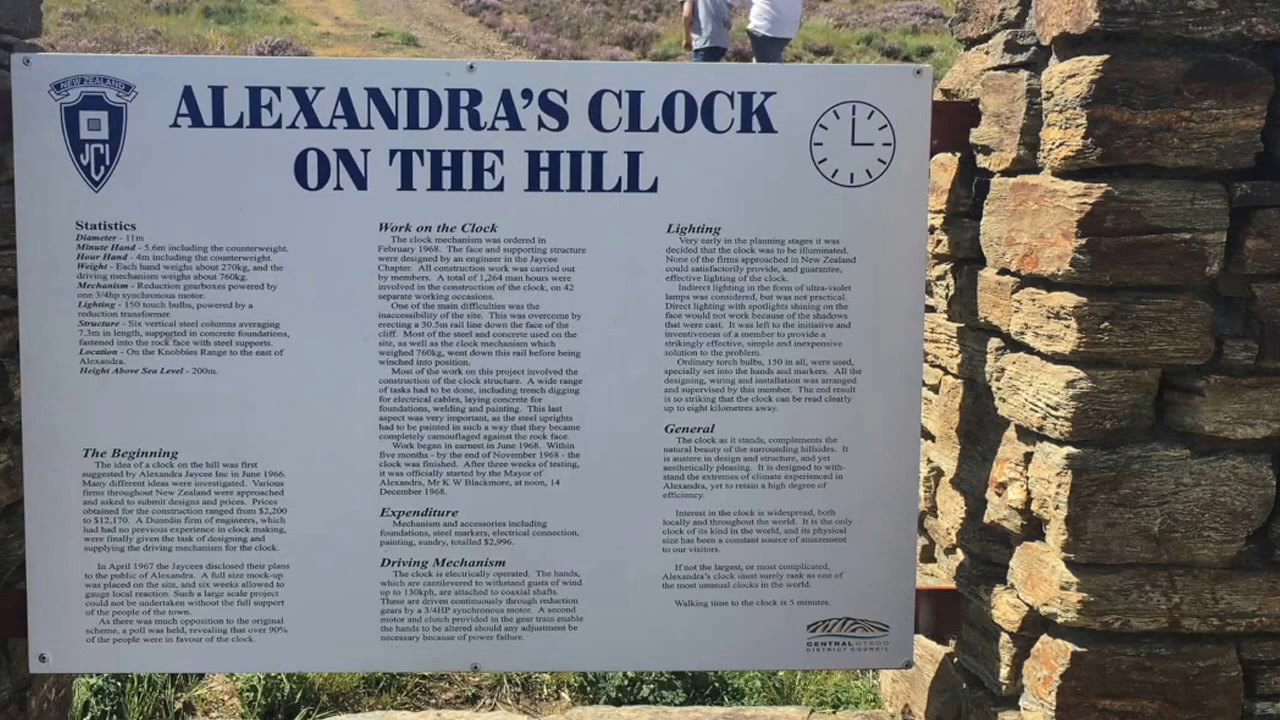 NEW ZEALAND
JCI
ALEXANDRA'S CLOCK
ON THE HILL
Statistics
Diameter - 11m
Minute Hand - 5.6m including the counterweight.
Hour Hand - 4m including the counterweight.
Weight - Each hand weighs about 270kg, and the
driving mechanism weighs about 760kg.
Mechanism - Reduction gearboxes powered by
one 3/4hp synchronous motor.
Lighting - 150 touch bulbs, powered by a
reduction transformer.
Structure - Six vertical steel columns averaging
7.3m in length, supported in concrete foundations,
fastened into the rock face with steel supports.
Location - On the Knobbies Range to the east of
Alexandra.
Height Above Sea Level - 200m.
The Beginning
The idea of a clock on the hill was first
suggested by Alexandra Jaycee Inc in June 1966.
Many different ideas were investigated. Various
firms throughout New Zealand were approached
and asked to submit designs and prices. Prices
obtained for the construction ranged from $2,200
to $12,170. A Dunedin firm of engineers, which
had had no previous experience in clock making,
were finally given the task of designing and
supplying the driving mechanism for the clock.
In April 1967 the Jaycees disclosed their plans
to the public of Alexandra. A full size mock-up
was placed on the site, and six weeks allowed to
gauge local reaction. Such a large scale project
could not be undertaken without the full support
of the people of the town.
As there was much opposition to the original
scheme, a poll was held, revealing that over 90%
of the people were in favour of the clock.
Work on the Clock
The clock mechanism was ordered in
February 1968. The face and supporting structure
were designed by an engineer in the Jaycee
Chapter. All construction work was carried out
by members. A total of 1,264 man hours were
involved in the construction of the clock, on 42
separate working occasions.
One of the main difficulties was the
inaccessibility of the site. This was overcome by
erecting a 30.5m rail line down the face of the
cliff. Most of the steel and concrete used on the
site, as well as the clock mechanism which
weighed 760kg, went down this rail before being
winched into position.
Most of the work on this project involved the
construction of the clock structure. A wide range
of tasks had to be done, including trench digging
for electrical cables, laying concrete for
foundations, welding and painting. This last
aspect was very important, as the steel uprights
had to be painted in such a way that they became
completely camouflaged against the rock face.
Work began in earnest in June 1968. Within
five months - by the end of November 1968 - the
clock was finished. After three weeks of testing,
it was officially started by the Mayor of
Alexandra, Mr K W Blackmore, at noon, 14
December 1968.
Expenditure
Mechanism and accessories including
foundations, steel markers, electrical connection,
painting, sundry, totalled $2,996.
Driving Mechanism
The clock is electrically operated. The hands,
which are cantilevered to withstand gusts of wind
up to 130kph, are attached to coaxial shafts.
These are driven continuously through reduction
gears by a 3/4HP synchronous motor. A second
motor and clutch provided in the gear train enable
the hands to be altered should any adjustment be
necessary because of power failure.
Lighting
Very early in the planning stages it was
decided that the clock was to be illuminated.
None of the firms approached in New Zealand
could satisfactorily provide, and guarantee,
effective lighting of the clock.
Indirect lighting in the form of ultra-violet
lamps was considered, but was not practical.
Direct lighting with spotlights shining on the
face would not work because of the shadows
that were cast. It was left to the initiative and
inventiveness of a member to provide a
strikingly effective, simple and inexpensive
solution to the problem.
Ordinary torch bulbs, 150 in all, were used,
specially set into the hands and markers. All the
designing, wiring and installation was arranged
and supervised by this member. The end result
is so striking that the clock can be read clearly
up to eight kilometres away.
General
The clock as it stands, complements the
natural beauty of the surrounding hillsides. It
is austere in design and structure, and yet
aesthetically pleasing. It is designed to with-
stand the extremes of climate experienced in
Alexandra, yet to retain a high degree of
efficiency.
Interest in the clock is widespread, both
locally and throughout the world. It is the only
clock of its kind in the world, and its physical
size has been a constant source of amazement
to our visitors.
If not the largest, or most complicated,
Alexandra's clock must surely rank as one of
the most unusual clocks in the world.
Walking time to the clock is 5 minutes.
CENTRAL OTAGO
DISTRICT COUNCIL